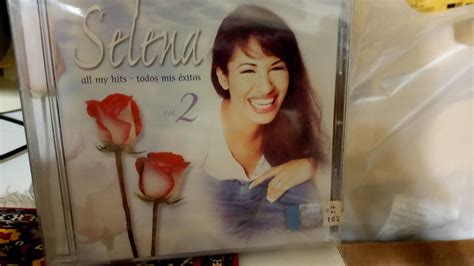 Selena
all my hits • todos mis éxitos
vol. 2